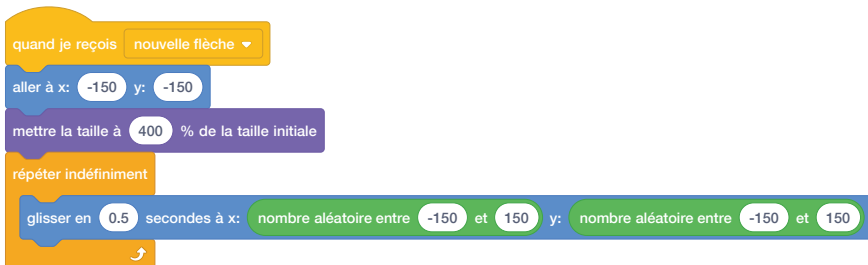 quand je reçois nouvelle flèche
aller à x: -150 y: -150
mettre la taille à 400 % de la taille initiale
répéter indéfiniment
glisser en 0.5 secondes à x: nombre aléatoire entre -150 et 150 y: nombre aléatoire entre -150 et 150